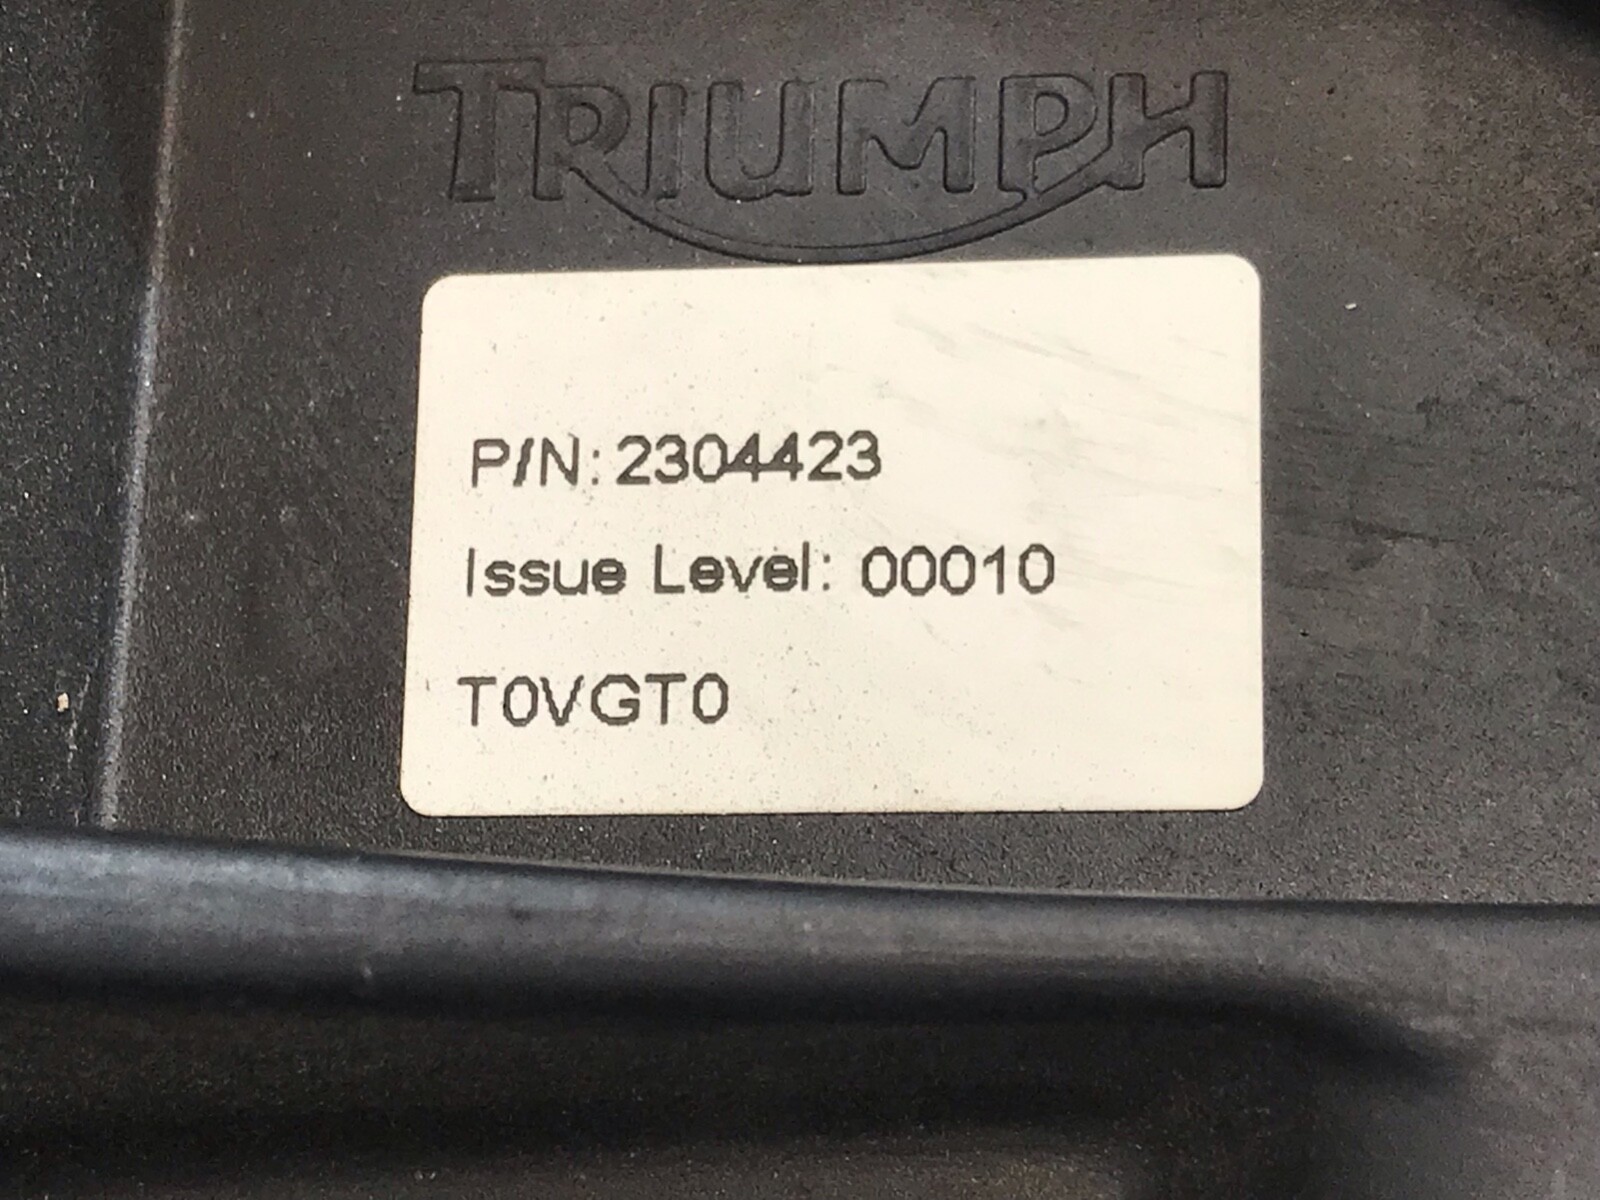 TRIUMPH
P/N: 2304423
Issue Level: 00010
T0VGT0